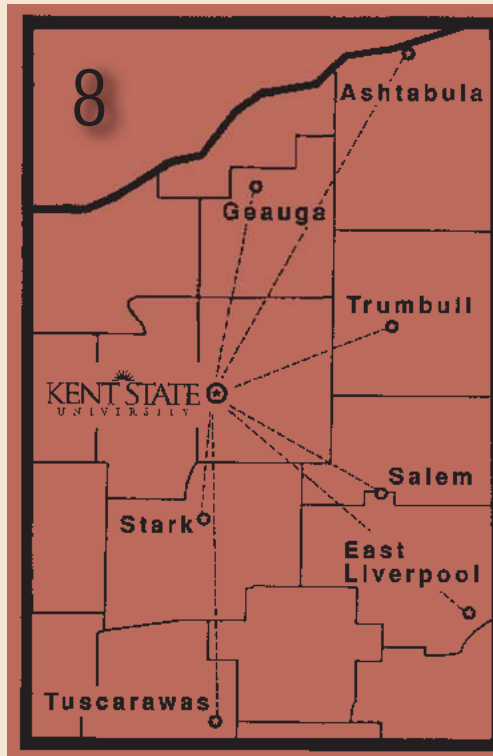 8
Ashtabula
Geauga
Trumbull
KENT STATE
UNIVERSITY
Salem
Stark
East
Liverpool
Tuscarawas